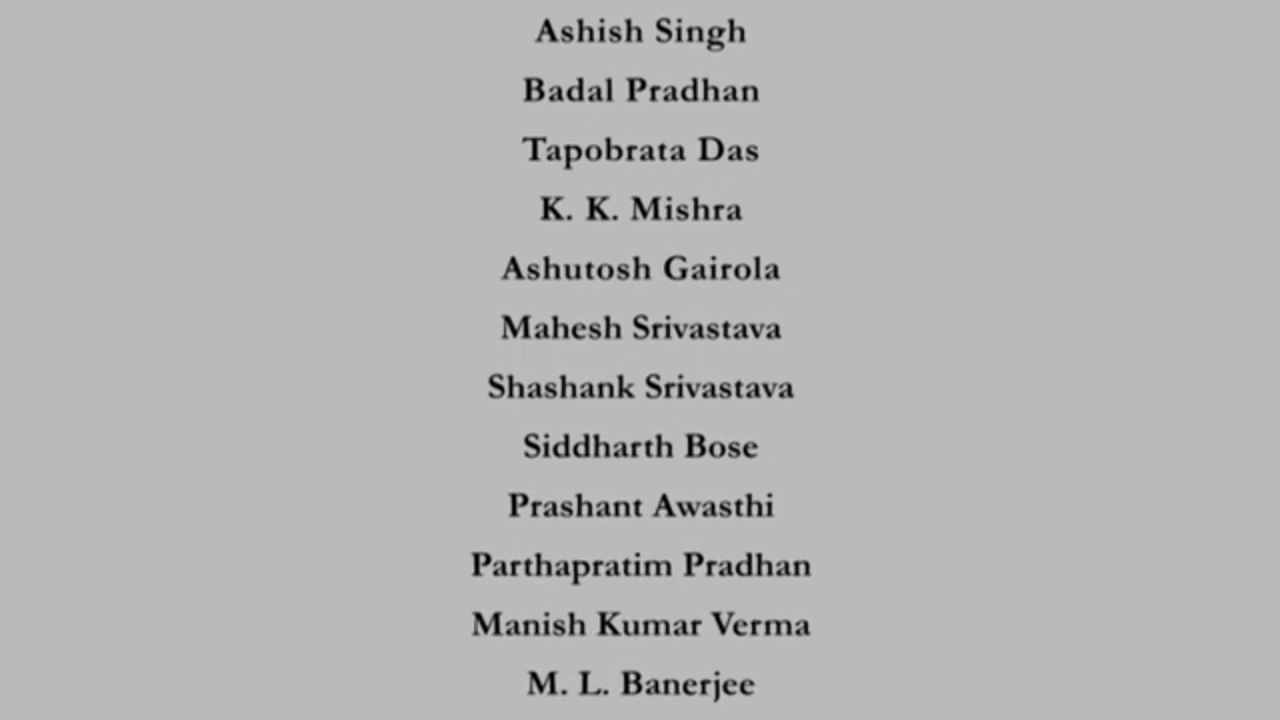 Ashish Singh
Badal Pradhan
Tapobrata Das
K. K. Mishra
Ashutosh Gairola
Mahesh Srivastava
Shashank Srivastava
Siddharth Bose
Prashant Awasthi
Parthapratim Pradhan
Manish Kumar Verma
M. L. Banerjee